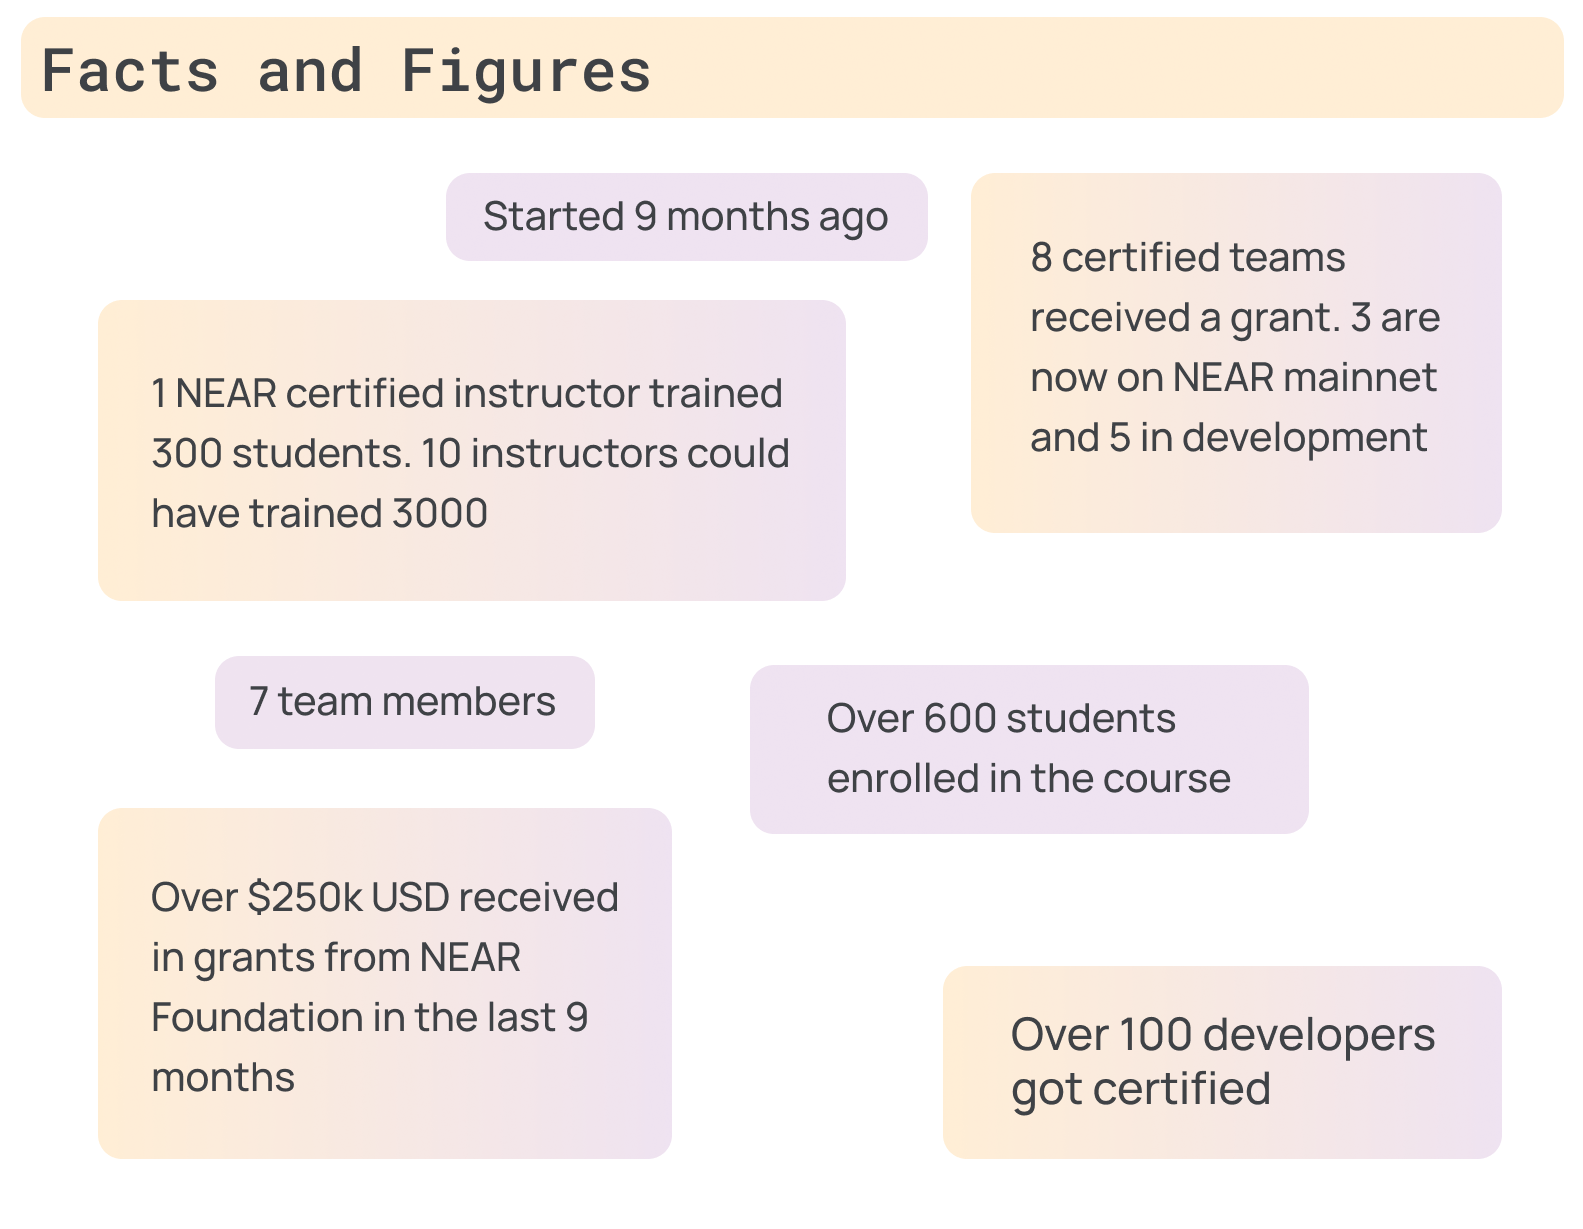 Facts and Figures
Started 9 months ago
8 certified teams
received a grant. 3 are
now on NEAR mainnet
and 5 in development
1 NEAR certified instructor trained
300 students. 10 instructors could
have trained 3000
7 team members
Over 600 students
enrolled in the course
Over $250k USD received
in grants from NEAR
Foundation in the last 9
months
Over 100 developers
got certified